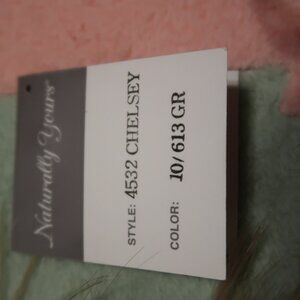 Naturally Yours
STYLE: 4532 CHELSEY
COLOR: 10/613 GR